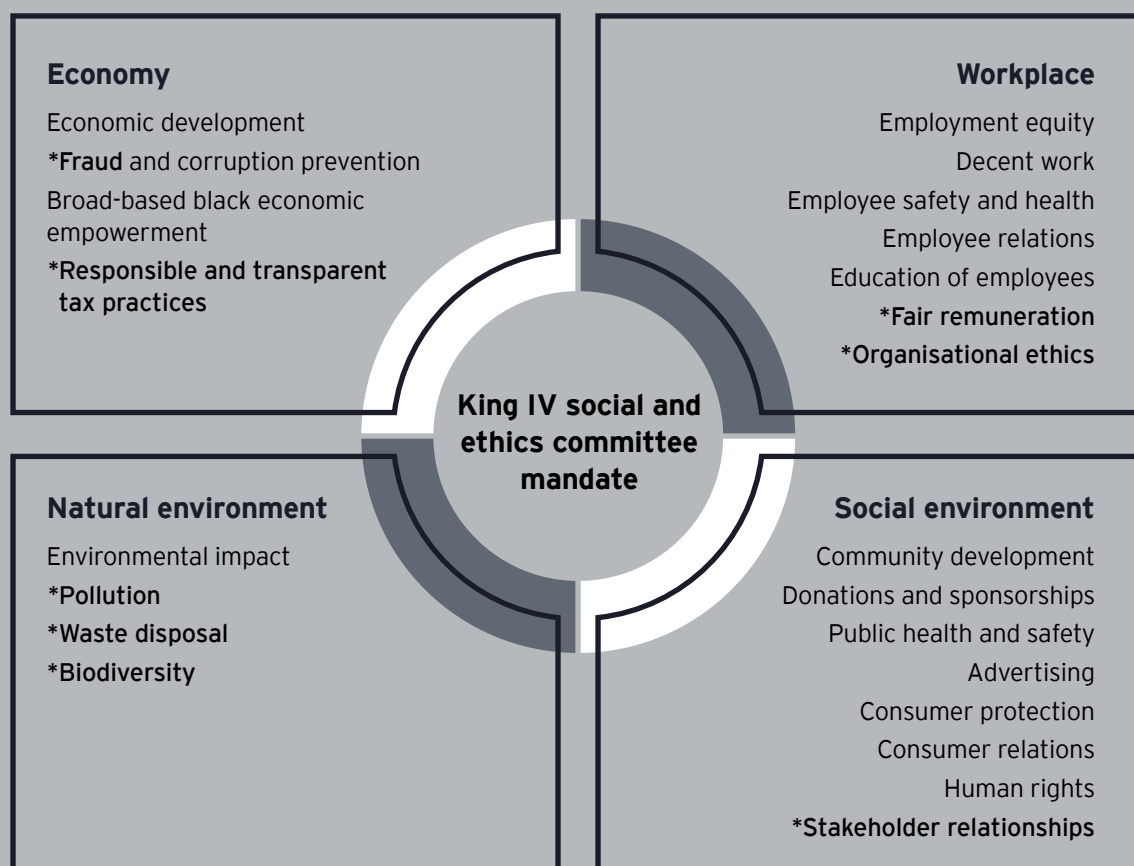 Economy
Economic development
*Fraud and corruption prevention
Broad-based black economic
empowerment
*Responsible and transparent
tax practices
Workplace
Employment equity
Decent work
Employee safety and health
Employee relations
Education of employees
*Fair remuneration
*Organisational ethics
King IV social and
ethics committee
mandate
Natural environment
Environmental impact
*Pollution
*Waste disposal
*Biodiversity
Social environment
Community development
Donations and sponsorships
Public health and safety
Advertising
Consumer protection
Consumer relations
Human rights
*Stakeholder relationships